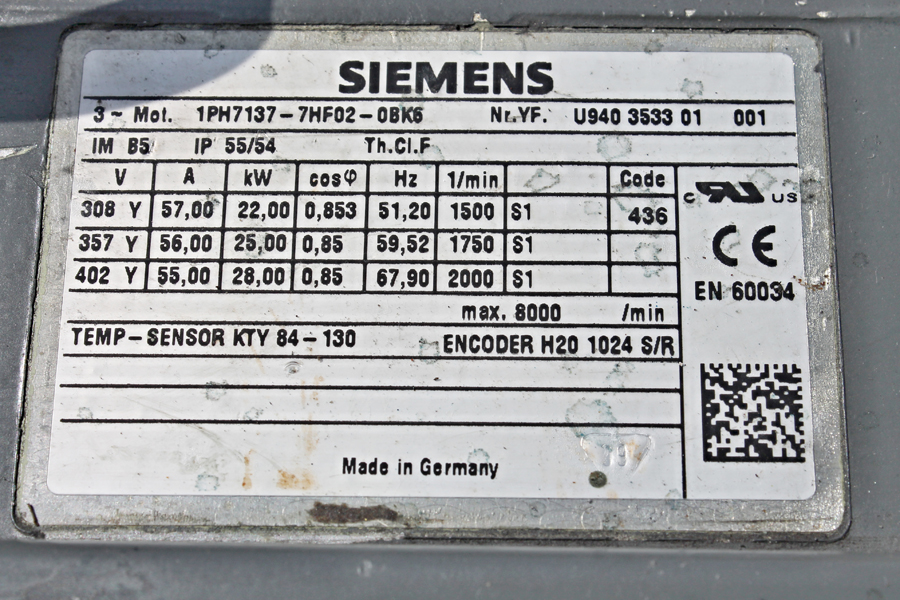 SIEMENS
3 ~ Mot. 1PH7137-7HF02-0BK6 Nr.YF. U940 3533 01 001
IM B5 IP 55/54 Th.Cl.F
V A kW cosφ Hz 1/min Code
308 Y 57,00 22,00 0,853 51,20 1500 S1 436
357 Y 56,00 25,00 0,85 59,52 1750 S1
402 Y 55,00 28,00 0,85 67,90 2000 S1
max. 8000 /min
TEMP-SENSOR KTY 84-130 ENCODER H20 1024 S/R
Made in Germany
c RU US
CE
EN 60034